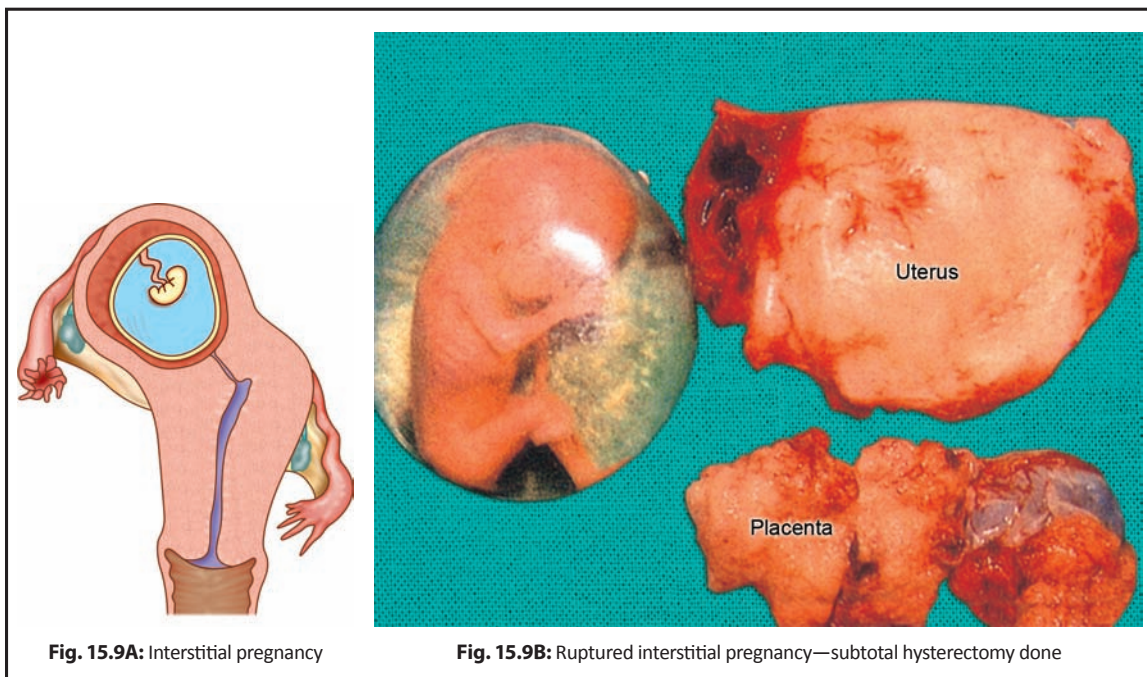 Uterus
Placenta
Fig. 15.9A: Interstitial pregnancy
Fig. 15.9B: Ruptured interstitial pregnancy—subtotal hysterectomy done